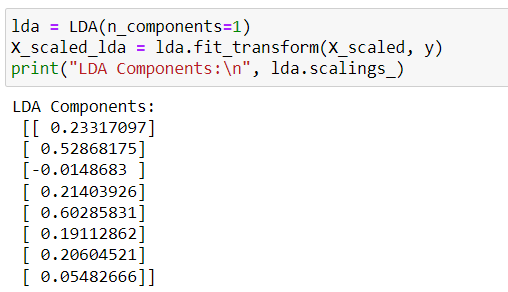 lda = LDA(n_components=1)
X_scaled_lda = lda.fit_transform(X_scaled, y)
print("LDA Components:\n", lda.scalings_)
LDA Components:
[[ 0.23317097]
[ 0.52868175]
[-0.0148683 ]
[ 0.21403926]
[ 0.60285831]
[ 0.19112862]
[ 0.20604521]
[ 0.05482666]]